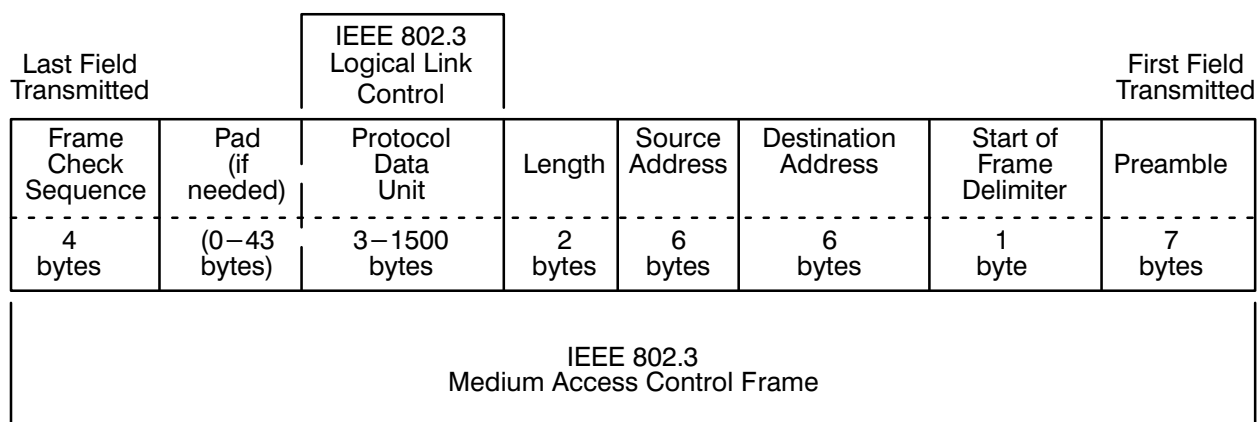 IEEE 802.3
Logical Link
Control
Last Field
Transmitted
First Field
Transmitted
Frame
Check
Sequence
Pad
(if
needed)
Protocol
Data
Unit
Length
Source
Address
Destination
Address
Start of
Frame
Delimiter
Preamble
4
bytes
(0–43
bytes)
3–1500
bytes
2
bytes
6
bytes
6
bytes
1
byte
7
bytes
IEEE 802.3
Medium Access Control Frame